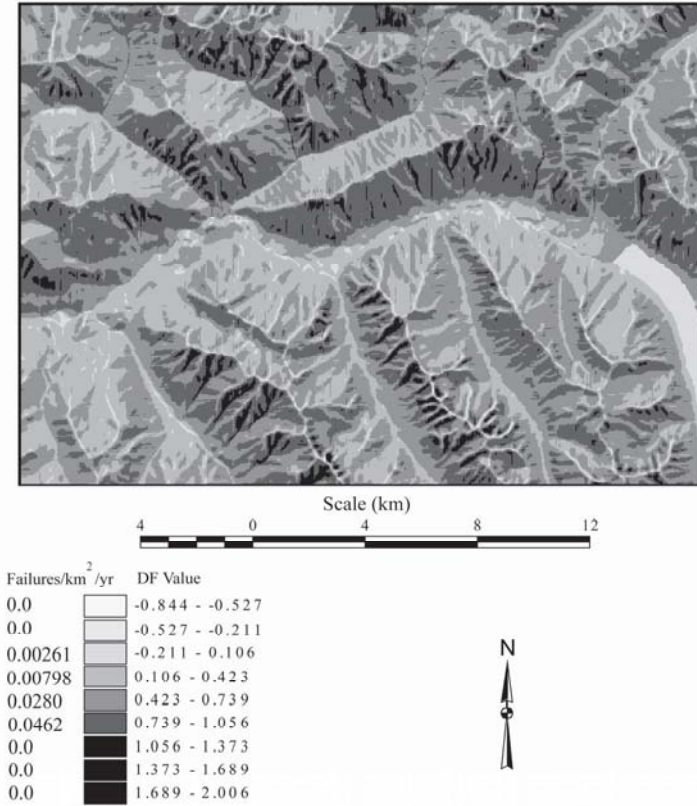 Scale (km)
4 0 4 8 12
Failures/km2/yr DF Value
0.0 -0.844 - -0.527
0.0 -0.527 - -0.211
0.00261 -0.211 - 0.106
0.00798 0.106 - 0.423
0.0280 0.423 - 0.739
0.0462 0.739 - 1.056
0.0 1.056 - 1.373
0.0 1.373 - 1.689
0.0 1.689 - 2.006
N